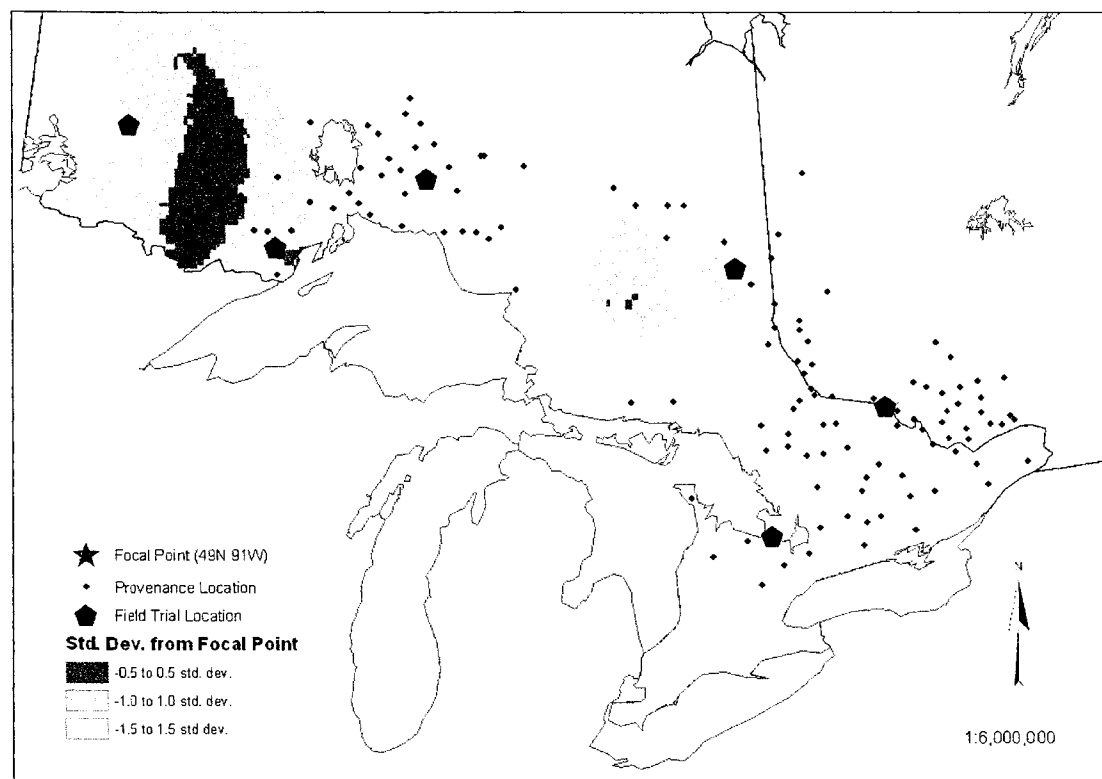 Focal Point (49N 91W)
Provenance Location
Field Trial Location
Std. Dev. from Focal Point
-0.5 to 0.5 std. dev.
-1.0 to 1.0 std. dev.
-1.5 to 1.5 std dev.
N
1:6,000,000